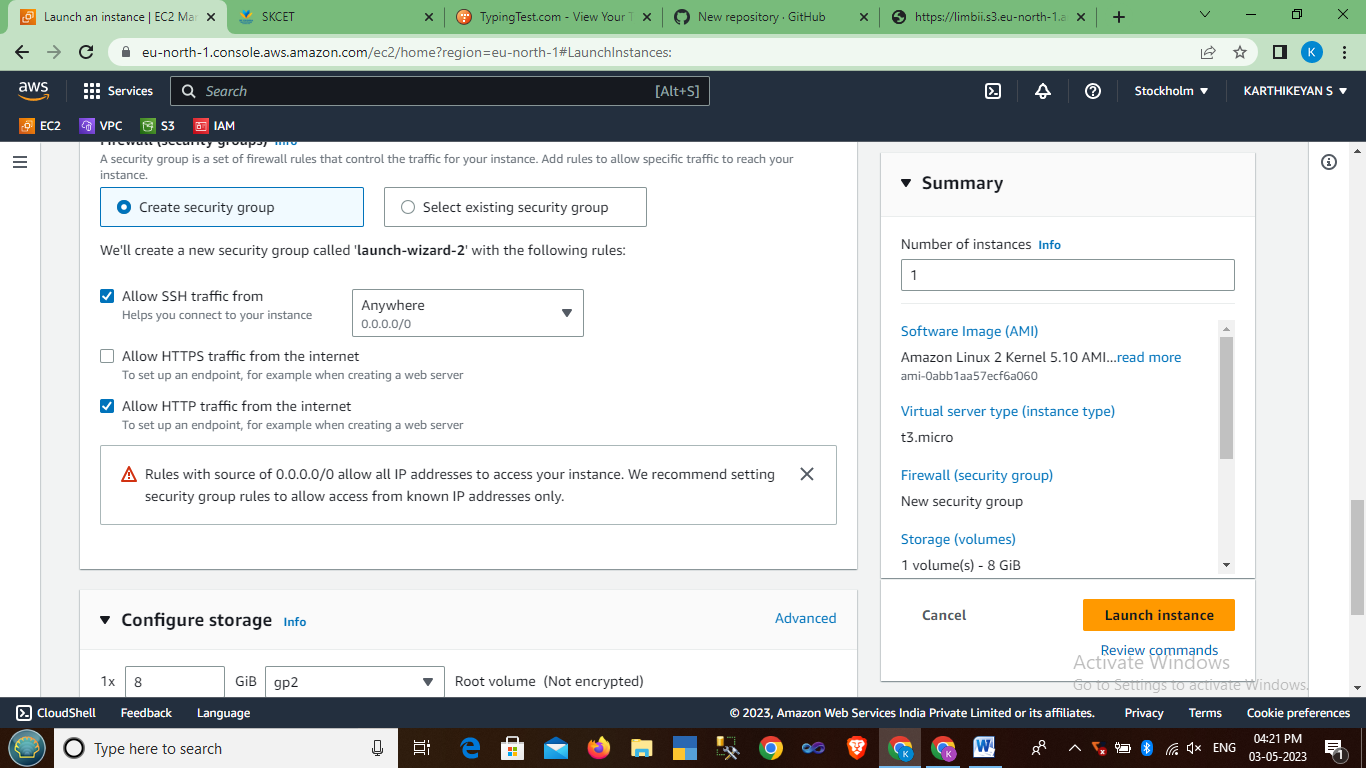 Launch an instance | EC2 Mar
SKCET
TypingTest.com - View Your T
New repository · GitHub
https://limbii.s3.eu-north-1.a
eu-north-1.console.aws.amazon.com/ec2/home?region=eu-north-1#LaunchInstances:
K
aws
Services
Search
[Alt+S]
Stockholm
KARTHIKEYAN S
EC2
VPC
S3
IAM
Firewall (security groups) Info
A security group is a set of firewall rules that control the traffic for your instance. Add rules to allow specific traffic to reach your
instance.
Create security group
Select existing security group
We'll create a new security group called 'launch-wizard-2' with the following rules:
Allow SSH traffic from
Helps you connect to your instance
Anywhere
0.0.0.0/0
Allow HTTPS traffic from the internet
To set up an endpoint, for example when creating a web server
Allow HTTP traffic from the internet
To set up an endpoint, for example when creating a web server
Rules with source of 0.0.0.0/0 allow all IP addresses to access your instance. We recommend setting
security group rules to allow access from known IP addresses only.
Configure storage Info
Advanced
1x
8
GiB
gp2
Root volume (Not encrypted)
Summary
Number of instances Info
1
Software Image (AMI)
Amazon Linux 2 Kernel 5.10 AMI...read more
ami-0abb1aa57ecf6a060
Virtual server type (instance type)
t3.micro
Firewall (security group)
New security group
Storage (volumes)
1 volume(s) - 8 GiB
Cancel
Launch instance
Review commands
Activate Windows
Go to Settings to activate Windows.
CloudShell
Feedback
Language
© 2023, Amazon Web Services India Private Limited or its affiliates.
Privacy
Terms
Cookie preferences
Type here to search
ENG
04:21 PM
03-05-2023
1